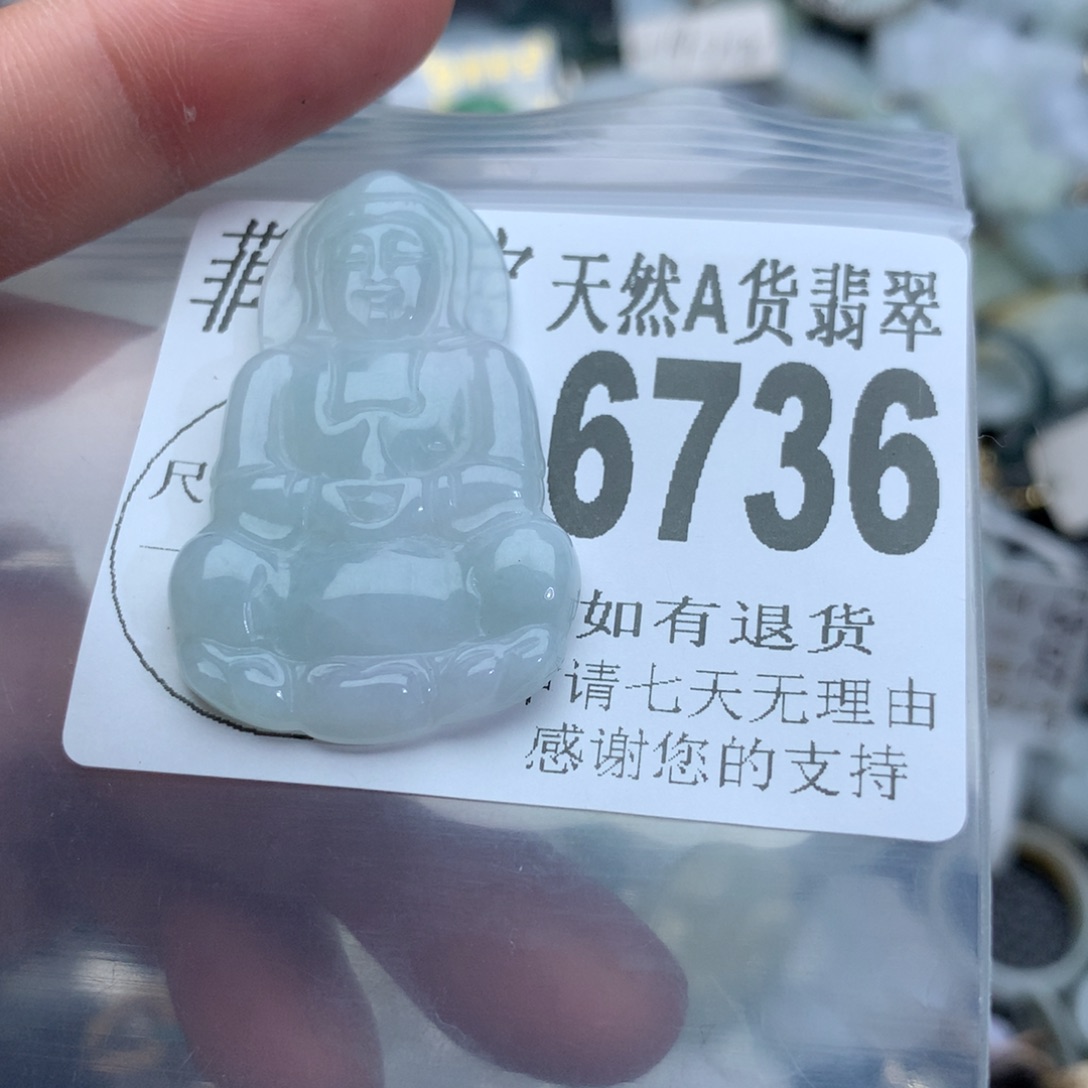 天然A货翡翠
6736
尺
如有退货
请七天无理由
感谢您的支持